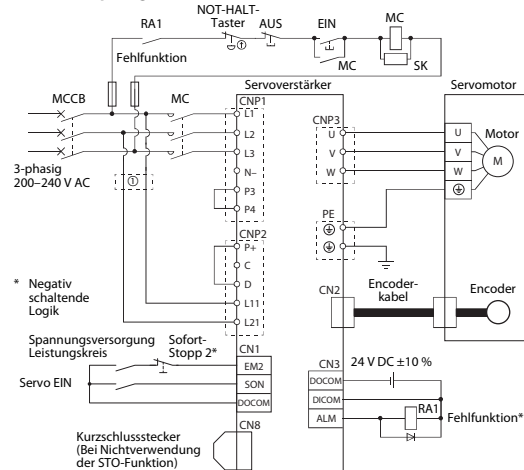 NOT-HALT-
Taster
AUS
EIN
MC
RA1
Fehlfunktion
MC
SK
MCCB
MC
Servoverstärker
Servomotor
CNP1
L1
L2
L3
N–
P3
P4
CNP3
U
V
W
U
V
W
Motor
M
3-phasig
200–240 V AC
①
①
PE
CNP2
P+
C
D
L11
L21
* Negativ
schaltende
Logik
CN2
Encoder-
kabel
Encoder
Spannungsversorgung
Leistungskreis
Sofort-
Stopp 2*
Servo EIN
CN1
EM2
SON
DOCOM
CN3
24 V DC ±10 %
DOCOM
DICOM
ALM
RA1
Fehlfunktion*
CN8
Kurzschlussstecker
(Bei Nichtverwendung
der STO-Funktion)